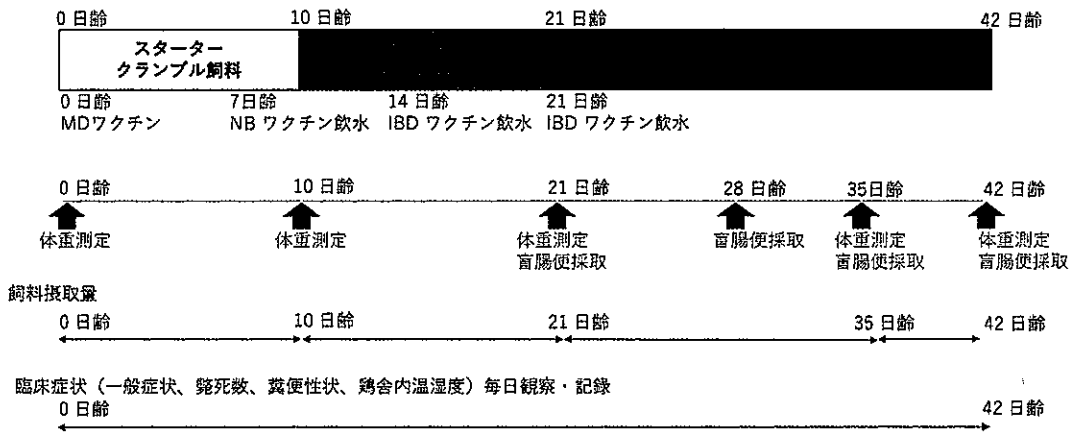 0 日齢 10 日齢 21 日齢 42 日齢
スターター
クランブル飼料
0 日齢 7日齢 14 日齢 21 日齢
MDワクチン NB ワクチン飲水 IBD ワクチン飲水 IBD ワクチン飲水
0 日齢 10 日齢 21 日齢 28 日齢 35日齢 42 日齢
体重測定 体重測定 体重測定 盲腸便採取 体重測定 体重測定
盲腸便採取 盲腸便採取 盲腸便採取
飼料摂取量
0 日齢 10 日齢 21 日齢 35 日齢 42 日齢
臨床症状（一般症状、斃死数、糞便性状、鶏舎内温湿度）毎日観察・記録
0 日齢 42 日齢